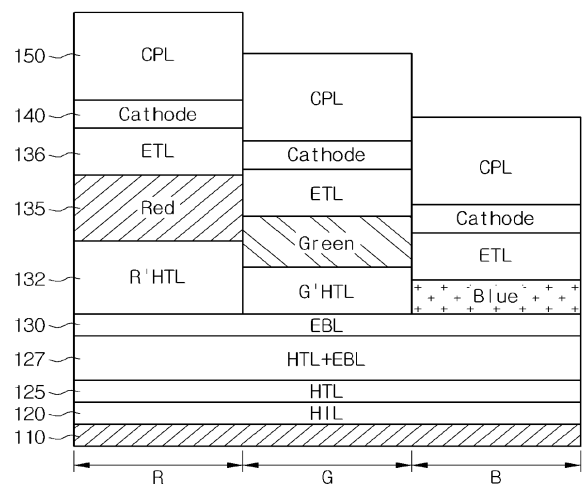 150
CPL
CPL
140
Cathode
CPL
136
ETL
Cathode
135
Red
ETL
Cathode
Green
ETL
132
R'HTL
G'HTL
Blue
130
EBL
127
HTL+EBL
125
HTL
120
HIL
110
R
G
B